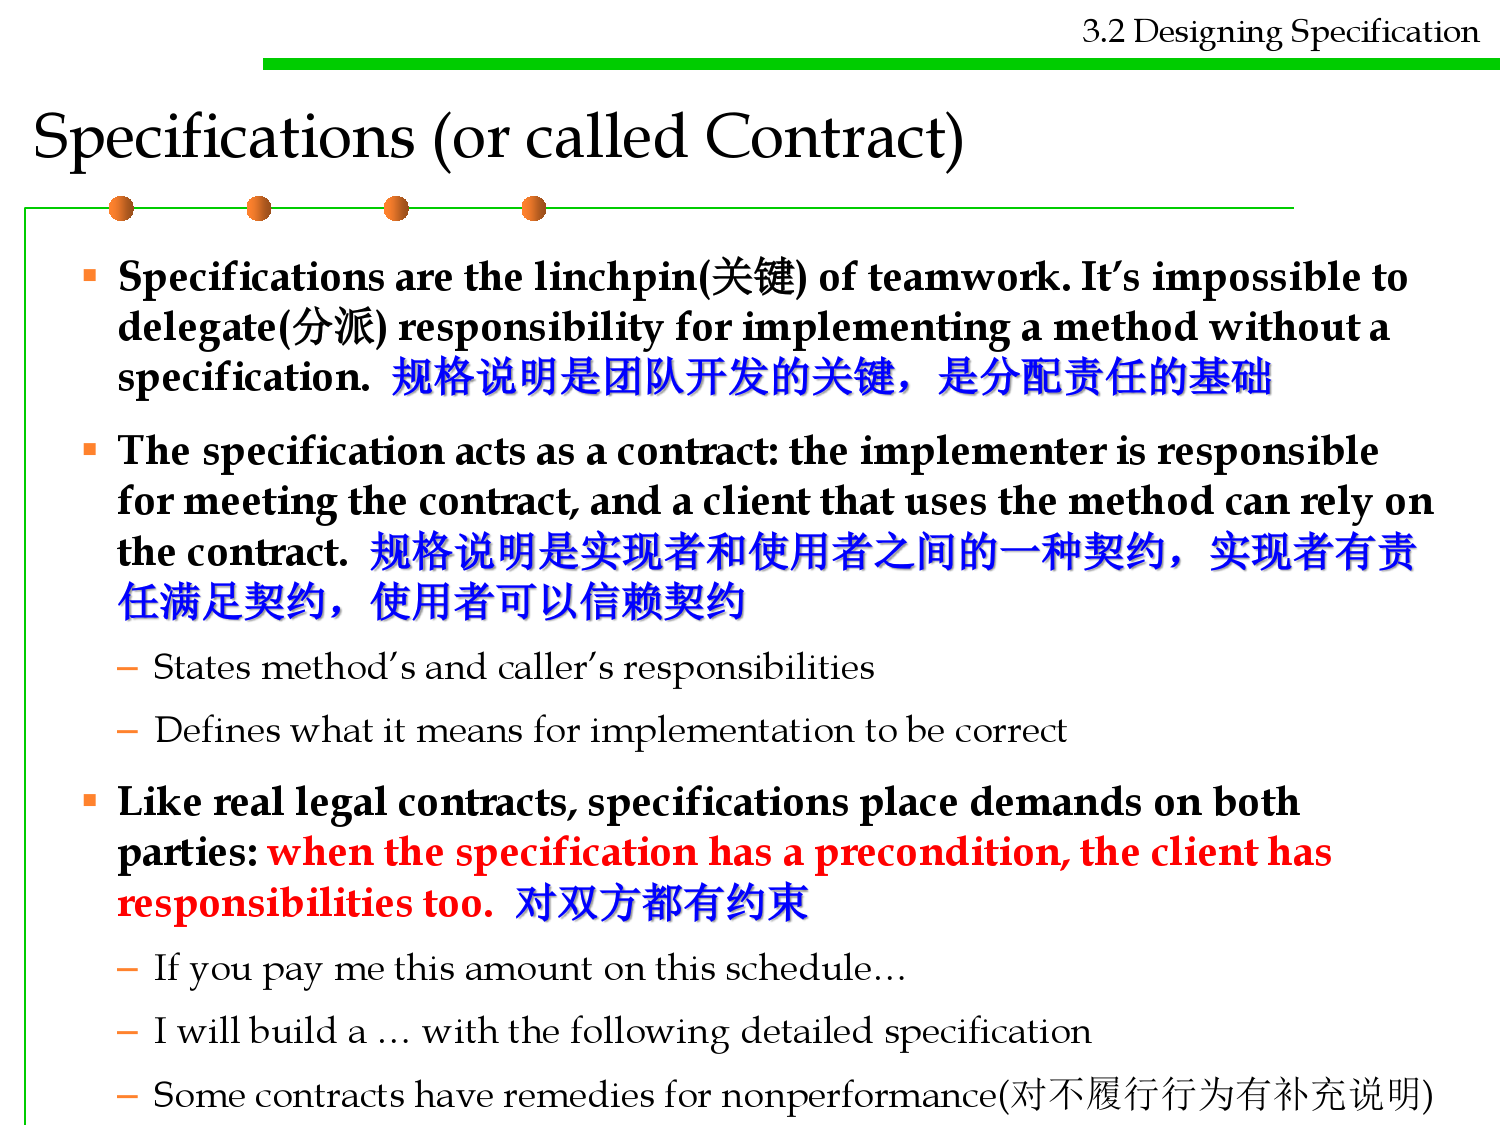 3.2 Designing Specification
Specifications (or called Contract)
▪ Specifications are the linchpin(关键) of teamwork. It’s impossible to
delegate(分派) responsibility for implementing a method without a
specification. 规格说明是团队开发的关键，是分配责任的基础
▪ The specification acts as a contract: the implementer is responsible
for meeting the contract, and a client that uses the method can rely on
the contract. 规格说明是实现者和使用者之间的一种契约，实现者有责
任满足契约，使用者可以信赖契约
– States method’s and caller’s responsibilities
– Defines what it means for implementation to be correct
▪ Like real legal contracts, specifications place demands on both
parties: when the specification has a precondition, the client has
responsibilities too. 对双方都有约束
– If you pay me this amount on this schedule…
– I will build a … with the following detailed specification
– Some contracts have remedies for nonperformance(对不履行行为有补充说明)